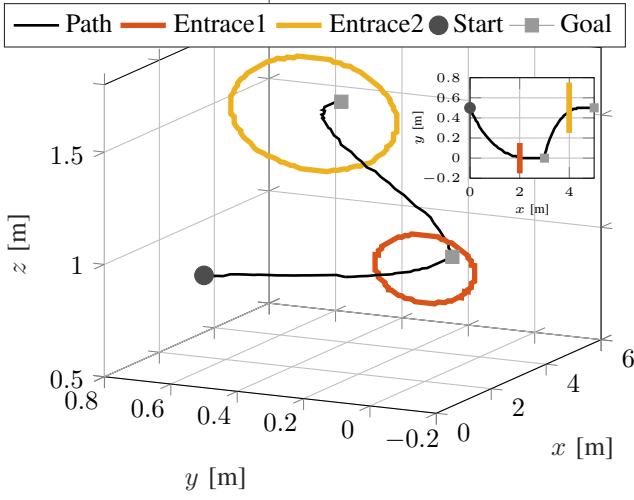 Path Entrace1 Entrace2 Start Goal
0.8
0.6
0.4
0.2
0
−0.2
y [m]
0 2 4
x [m]
1.5
1
0.5
z [m]
0.8 0.6 0.4 0.2 0 −0.2
y [m]
0 2 4 6
x [m]